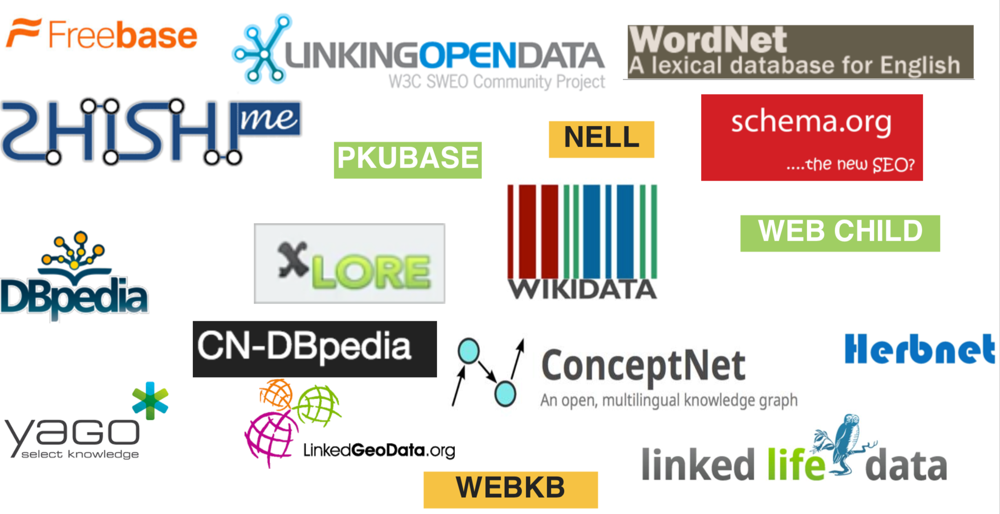 Freebase
LINKINGOPENDATA
W3C SWEO Community Project
WordNet
A lexical database for English
ZHISHI.me
schema.org
....the new SEO?
NELL
PKUBASE
WIKIDATA
WEB CHILD
DBpedia
XLORE
CN-DBpedia
ConceptNet
An open, multilingual knowledge graph
Herbnet
yago
select knowledge
LinkedGeoData.org
linked life data
WEBKB